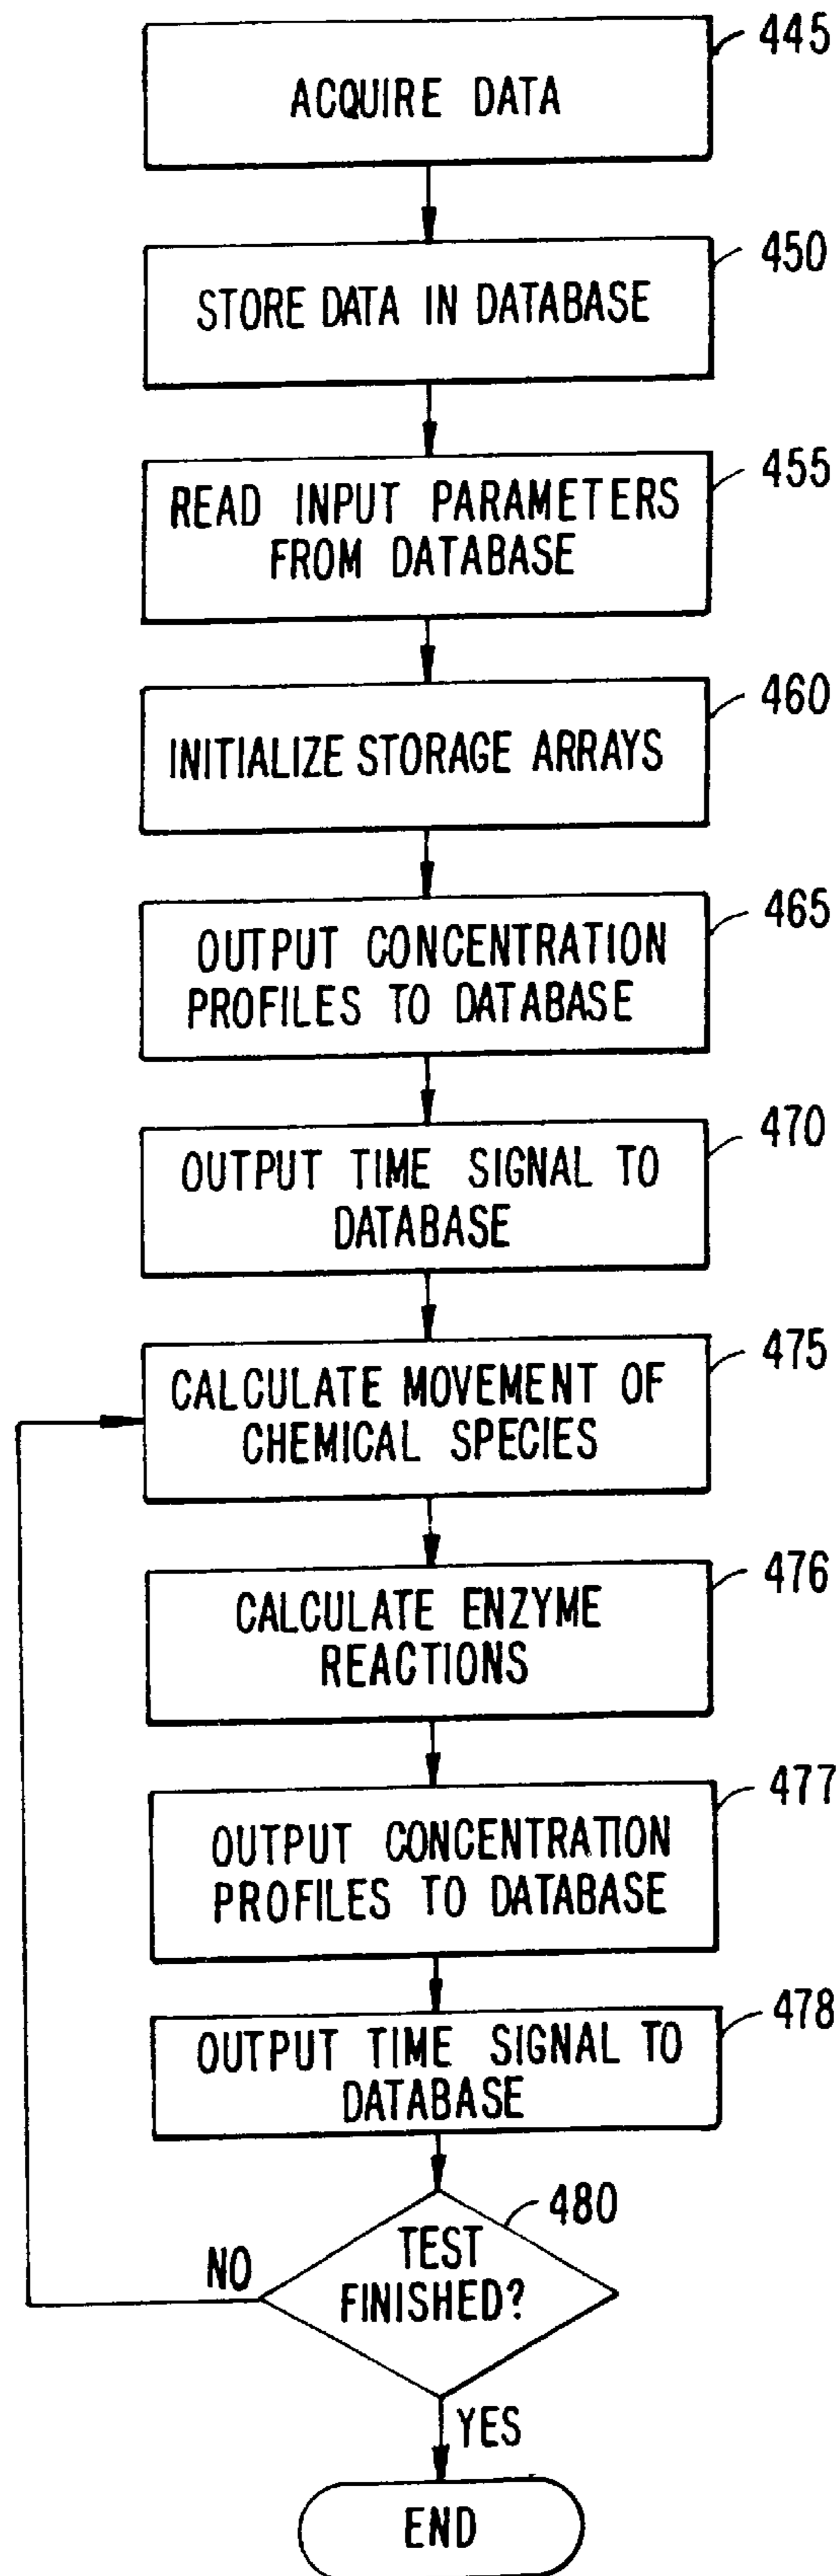 445
ACQUIRE DATA
450
STORE DATA IN DATABASE
455
READ INPUT PARAMETERS
FROM DATABASE
460
INITIALIZE STORAGE ARRAYS
465
OUTPUT CONCENTRATION
PROFILES TO DATABASE
470
OUTPUT TIME SIGNAL TO
DATABASE
475
CALCULATE MOVEMENT OF
CHEMICAL SPECIES
476
CALCULATE ENZYME
REACTIONS
477
OUTPUT CONCENTRATION
PROFILES TO DATABASE
478
OUTPUT TIME SIGNAL TO
DATABASE
480
NO
TEST
FINISHED?
YES
END